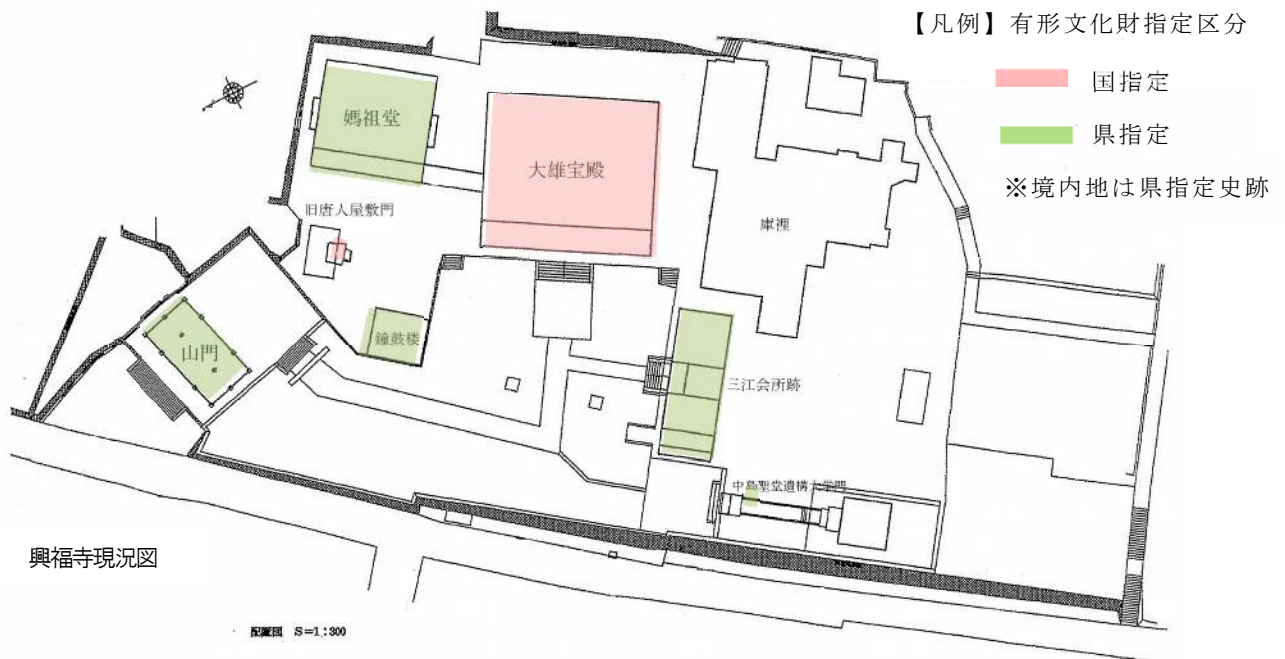 【凡例】有形文化財指定区分
国指定
県指定
※境内地は県指定史跡
媽祖堂
大雄宝殿
旧唐人屋敷門
庫裡
山門
鐘鼓楼
三江会所跡
中島聖堂遺構大学門
興福寺現況図
配置図 S=1:300